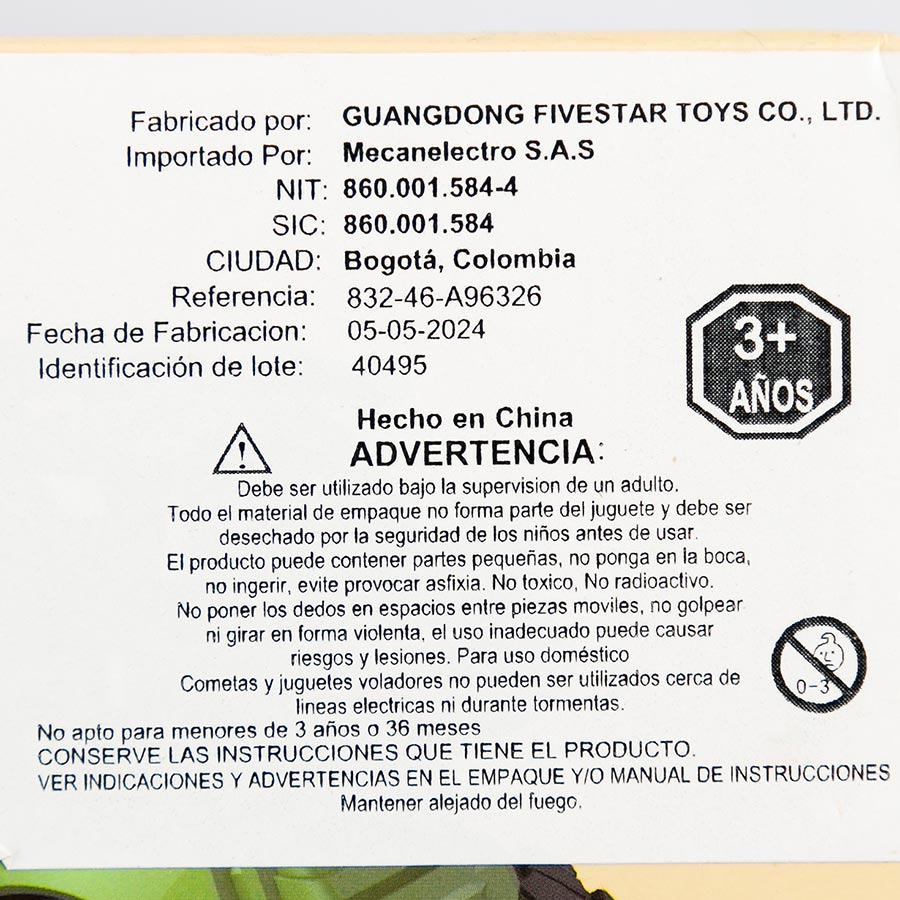 Fabricado por: GUANGDONG FIVESTAR TOYS CO., LTD.
Importado Por: Mecanelectro S.A.S
NIT: 860.001.584-4
SIC: 860.001.584
CIUDAD: Bogotá, Colombia
Referencia: 832-46-A96326
Fecha de Fabricacion: 05-05-2024
Identificación de lote: 40495
3+
AÑOS
Hecho en China
ADVERTENCIA:
Debe ser utilizado bajo la supervision de un adulto.
Todo el material de empaque no forma parte del juguete y debe ser
desechado por la seguridad de los niños antes de usar.
El producto puede contener partes pequeñas, no ponga en la boca,
no ingerir, evite provocar asfixia. No toxico, No radioactivo.
No poner los dedos en espacios entre piezas moviles, no golpear
ni girar en forma violenta, el uso inadecuado puede causar
riesgos y lesiones. Para uso doméstico
0-3
Cometas y juguetes voladores no pueden ser utilizados cerca de
lineas electricas ni durante tormentas.
No apto para menores de 3 años o 36 meses
CONSERVE LAS INSTRUCCIONES QUE TIENE EL PRODUCTO.
VER INDICACIONES Y ADVERTENCIAS EN EL EMPAQUE Y/O MANUAL DE INSTRUCCIONES
Mantener alejado del fuego.